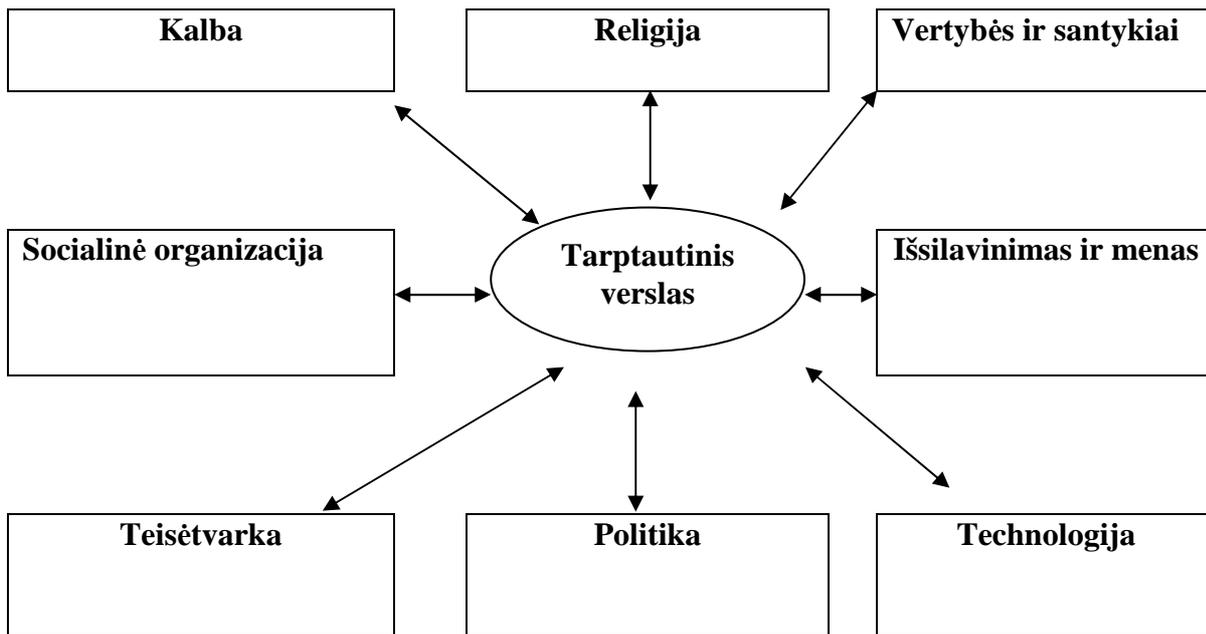 Kalba
Religija
Vertybės ir santykiai
Socialinė organizacija
Tarptautinis
verslas
Išsilavinimas ir menas
Teisėtvarka
Politika
Technologija